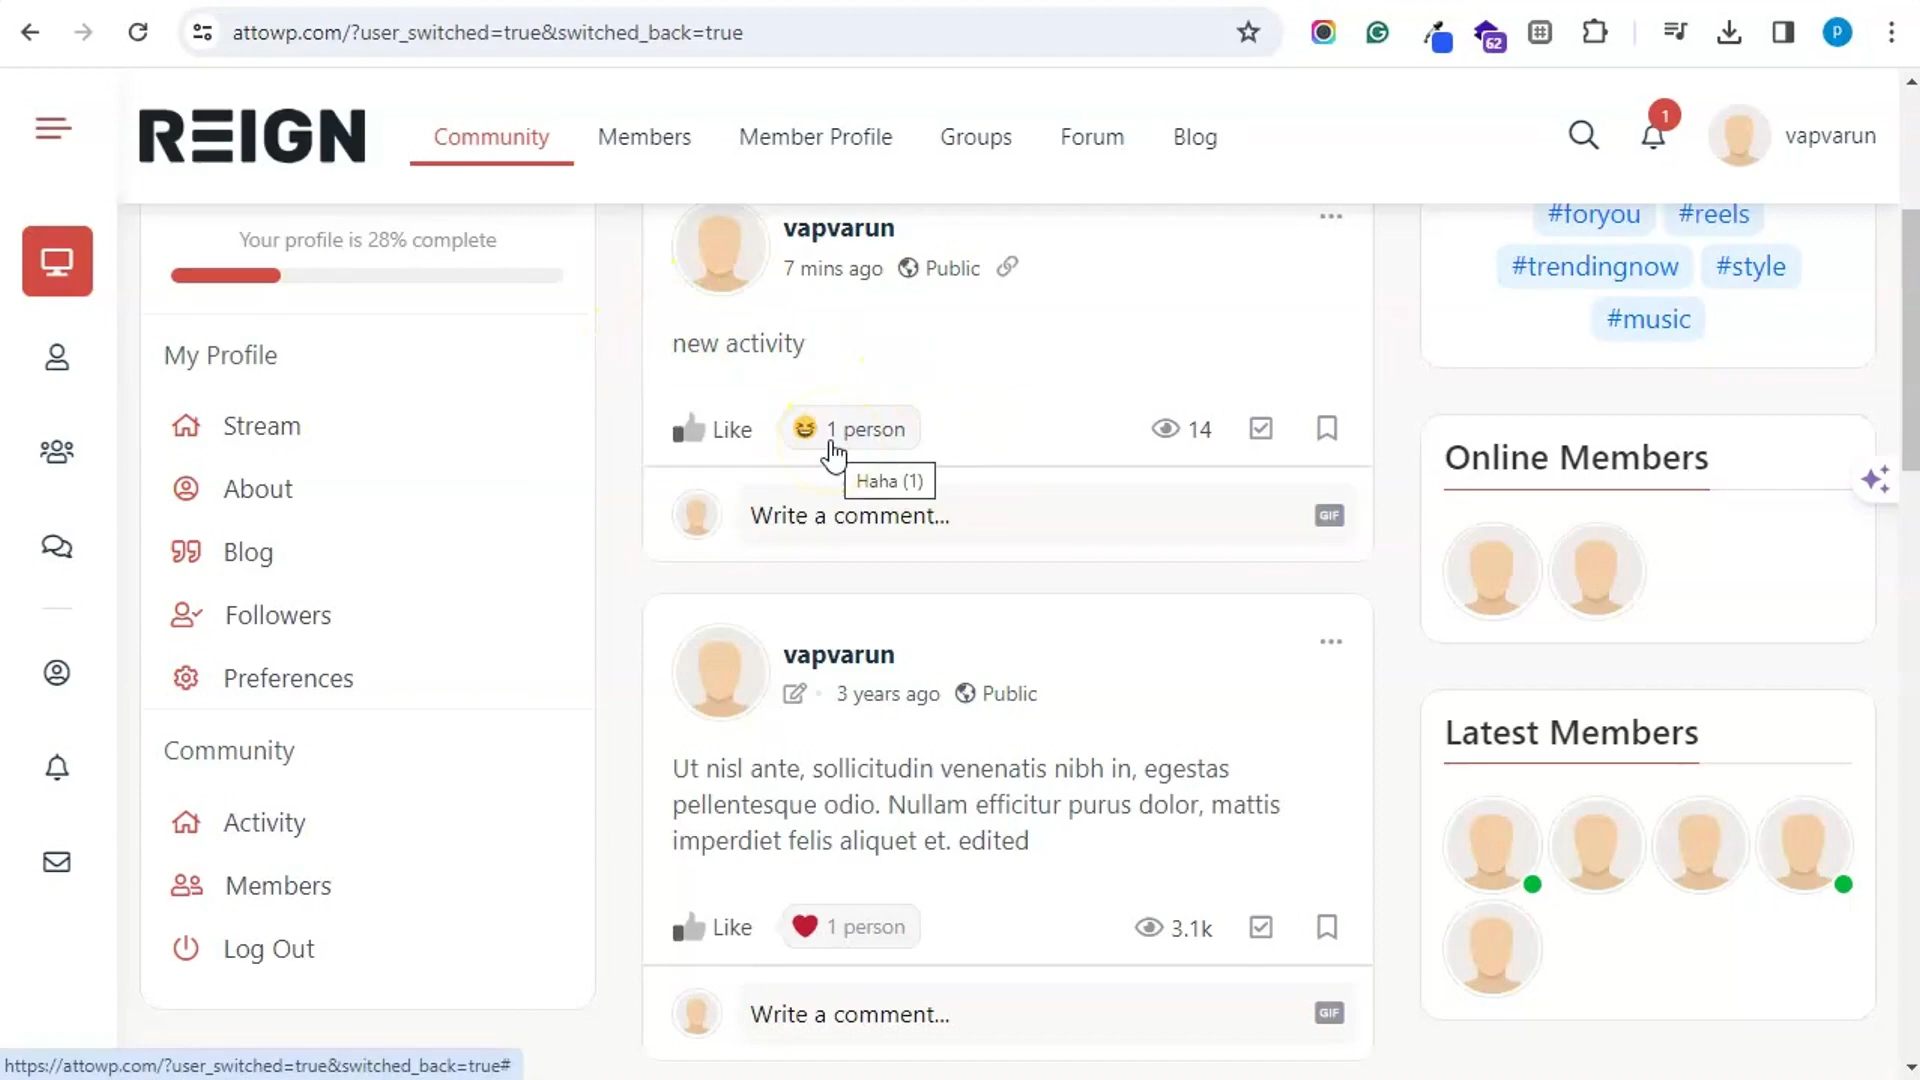 attowp.com/?user_switched=true&switched_back=true
62
P
REIGN
Community
Members
Member Profile
Groups
Forum
Blog
1
vapvarun
Your profile is 28% complete
My Profile
Stream
About
Blog
Followers
Preferences
Community
Activity
Members
Log Out
vapvarun
7 mins ago
Public
new activity
Like
1 person
14
Haha (1)
Write a comment...
GIF
vapvarun
3 years ago
Public
Ut nisl ante, sollicitudin venenatis nibh in, egestas
pellentesque odio. Nullam efficitur purus dolor, mattis
imperdiet felis aliquet et. edited
Like
1 person
3.1k
Write a comment...
GIF
#foryou #reels
#trendingnow #style
#music
Online Members
Latest Members
https://attowp.com/?user_switched=true&switched_back=true#